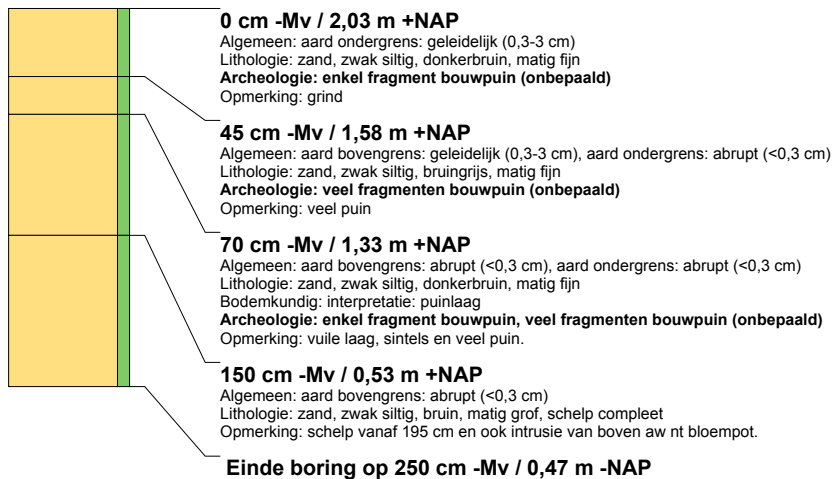 0 cm -Mv / 2,03 m +NAP
Algemeen: aard ondergrens: geleidelijk (0,3-3 cm)
Lithologie: zand, zwak siltig, donkerbruin, matig fijn
Archeologie: enkel fragment bouwpuin (onbepaald)
Opmerking: grind
45 cm -Mv / 1,58 m +NAP
Algemeen: aard bovengrens: geleidelijk (0,3-3 cm), aard ondergrens: abrupt (<0,3 cm)
Lithologie: zand, zwak siltig, bruingrijs, matig fijn
Archeologie: veel fragmenten bouwpuin (onbepaald)
Opmerking: veel puin
70 cm -Mv / 1,33 m +NAP
Algemeen: aard bovengrens: abrupt (<0,3 cm), aard ondergrens: abrupt (<0,3 cm)
Lithologie: zand, zwak siltig, donkerbruin, matig fijn
Bodemkundig: interpretatie: puinlaag
Archeologie: enkel fragment bouwpuin, veel fragmenten bouwpuin (onbepaald)
Opmerking: vuile laag, sintels en veel puin.
150 cm -Mv / 0,53 m +NAP
Algemeen: aard bovengrens: abrupt (<0,3 cm)
Lithologie: zand, zwak siltig, bruin, matig grof, schelp compleet
Opmerking: schelp vanaf 195 cm en ook intrusie van boven aw nt bloempot.
Einde boring op 250 cm -Mv / 0,47 m -NAP